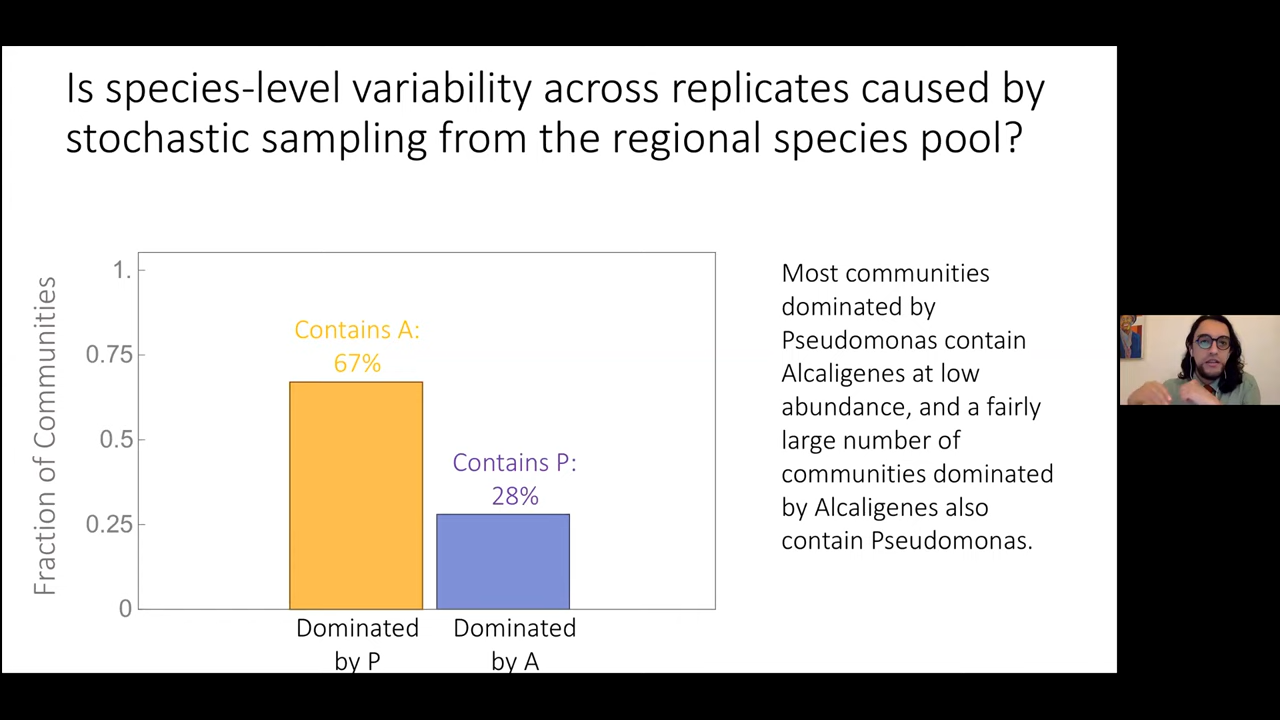 Is species-level variability across replicates caused by
stochastic sampling from the regional species pool?
Fraction of Communities
1.
0.75
0.5
0.25
0
Contains A:
67%
Contains P:
28%
Dominated
by P
Dominated
by A
Most communities
dominated by
Pseudomonas contain
Alcaligenes at low
abundance, and a fairly
large number of
communities dominated
by Alcaligenes also
contain Pseudomonas.